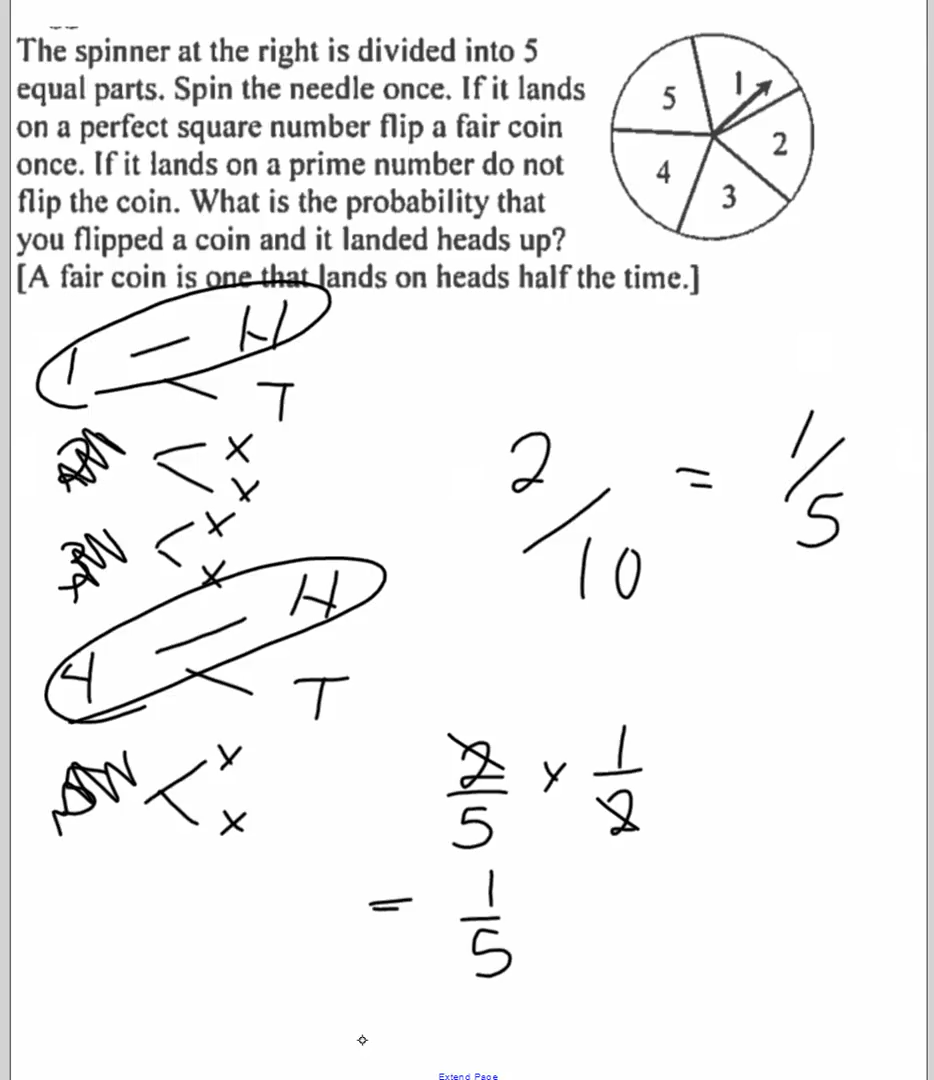 The spinner at the right is divided into 5
equal parts. Spin the needle once. If it lands
on a perfect square number flip a fair coin
once. If it lands on a prime number do not
flip the coin. What is the probability that
you flipped a coin and it landed heads up?
[A fair coin is one that lands on heads half the time.]
5
1
2
4
3
1 — H
T
x
x
x
x
4 — H
T
x
x
2/10 = 1/5
2/5 x 1/2
= 1/5
Extend Page